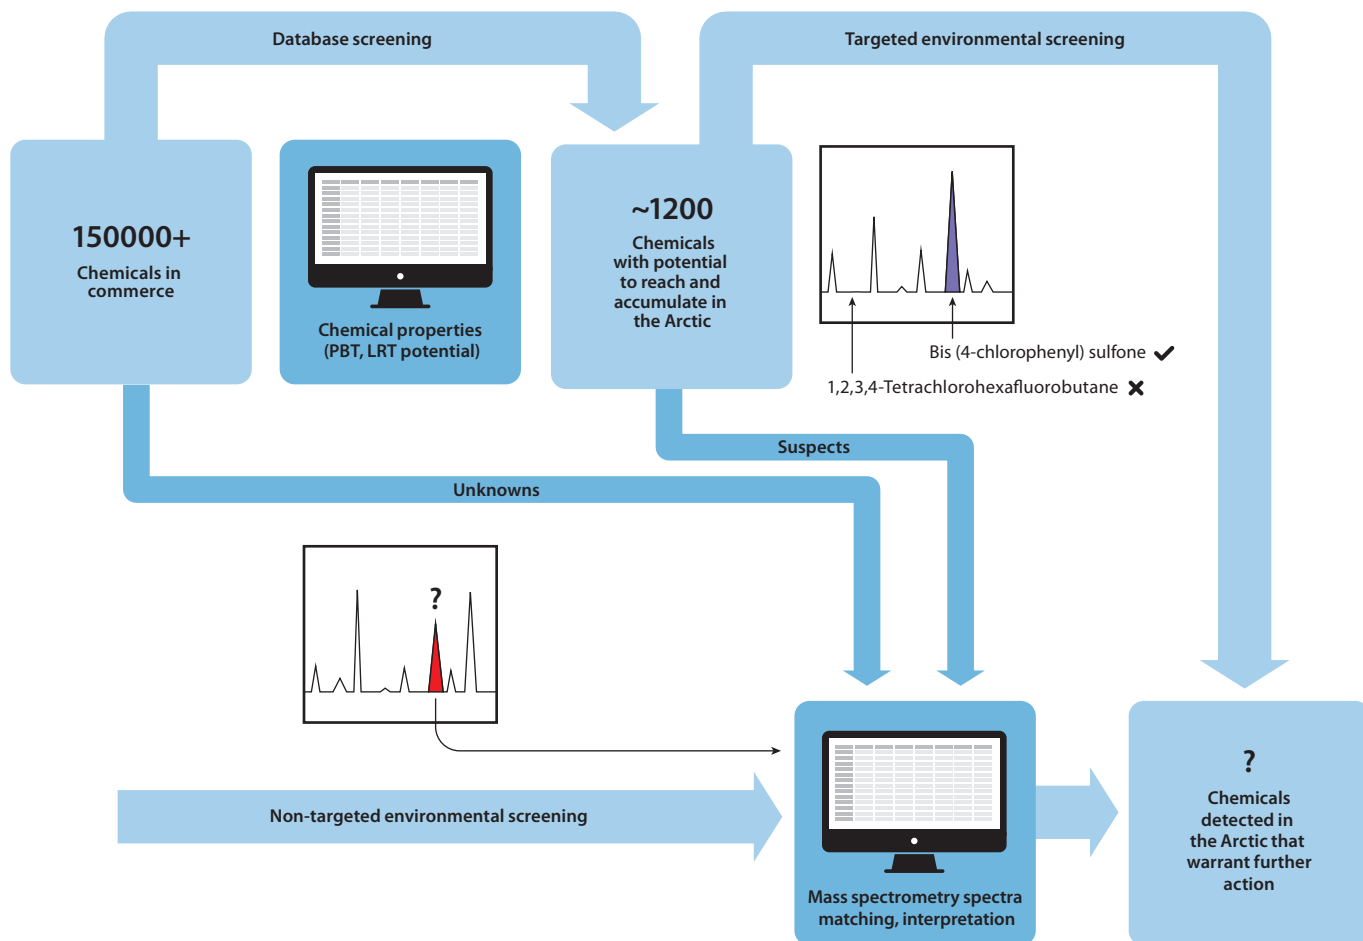 Database screening
Targeted environmental screening
150000+
Chemicals in
commerce
Chemical properties
(PBT, LRT potential)
~1200
Chemicals
with potential
to reach and
accumulate in
the Arctic
Bis (4-chlorophenyl) sulfone ✔
1,2,3,4-Tetrachlorohexafluorobutane ✖
Suspects
Unknowns
?
Non-targeted environmental screening
Mass spectrometry spectra
matching, interpretation
?
Chemicals
detected in
the Arctic that
warrant further
action